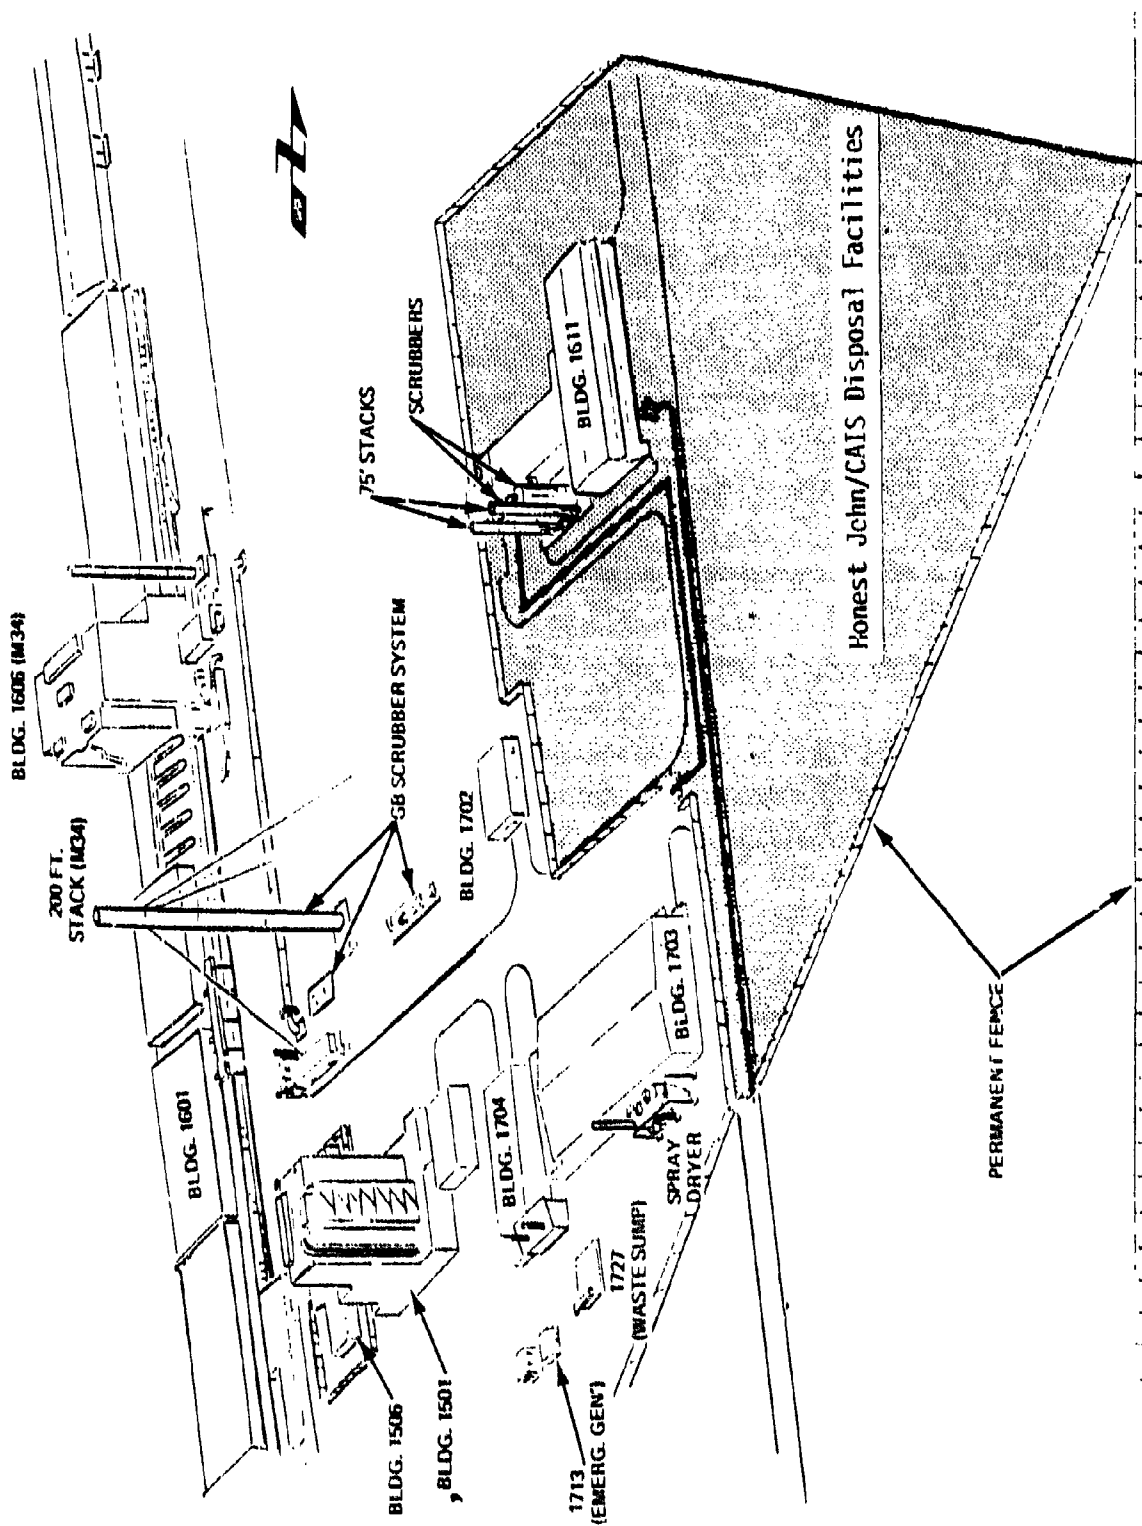 BLDG. 1606 (M34)
200 FT.
STACK (M34)
75' STACKS
SCRUBBERS
BLDG. 1611
GB SCRUBBER SYSTEM
BLDG. 1702
BLDG. 1601
BLDG. 1703
BLDG. 1704
SPRAY
DRYER
1727
(WASTE SUMP)
BLDG. 1506
BLDG. 1501
1713
(EMERG. GEN')
Honest John/CAIS Disposal Facilities
PERMANENT FENCE